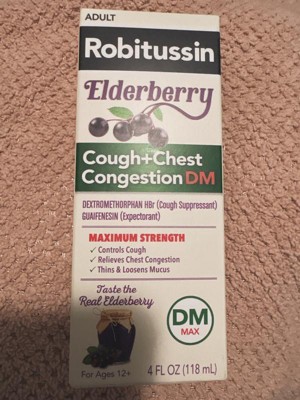 ADULT
Robitussin
Elderberry
Cough+Chest
Congestion DM
DEXTROMETHORPHAN HBr (Cough Suppressant)
GUAIFENESIN (Expectorant)
MAXIMUM STRENGTH
✓ Controls Cough
✓ Relieves Chest Congestion
✓ Thins & Loosens Mucus
Taste the
Real Elderberry
DM
MAX
For Ages 12+
4 FL OZ (118 mL)